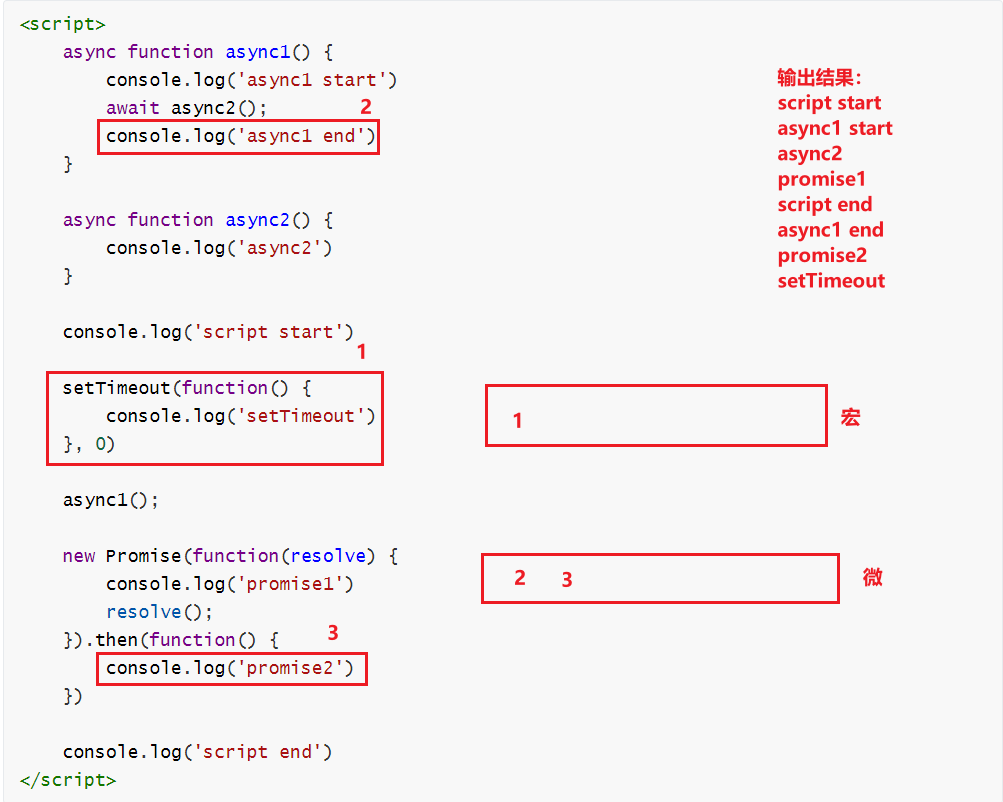 <script>
async function async1() {
console.log('async1 start')
await async2();
2
console.log('async1 end')
}
async function async2() {
console.log('async2')
}
console.log('script start')
1
setTimeout(function() {
console.log('setTimeout')
}, 0)
async1();
new Promise(function(resolve) {
console.log('promise1')
resolve();
}).then(function() {
3
console.log('promise2')
})
console.log('script end')
</script>
输出结果：
script start
async1 start
async2
promise1
script end
async1 end
promise2
setTimeout
1
宏
2 3
微